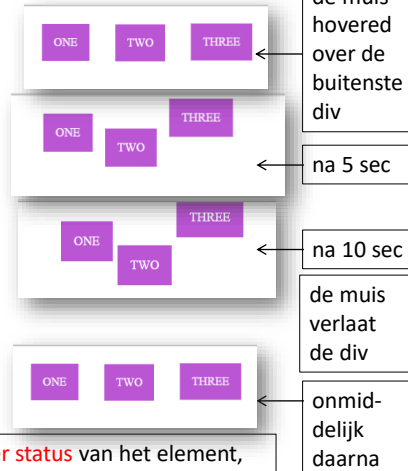 de muis
hovered
over de
buitenste
div
ONE TWO THREE
na 5 sec
ONE TWO THREE
na 10 sec
ONE TWO THREE
de muis
verlaat
de div
ONE TWO THREE
onmid-
delijk
daarna
status van het element,